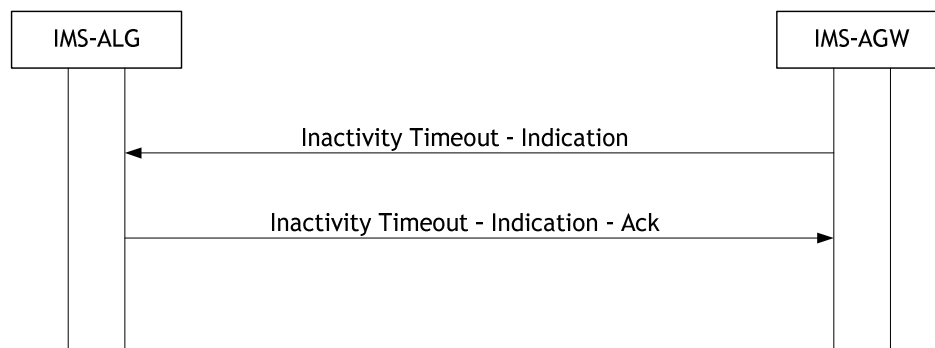 IMS-ALG
IMS-AGW
Inactivity Timeout - Indication
Inactivity Timeout – Indication - Ack